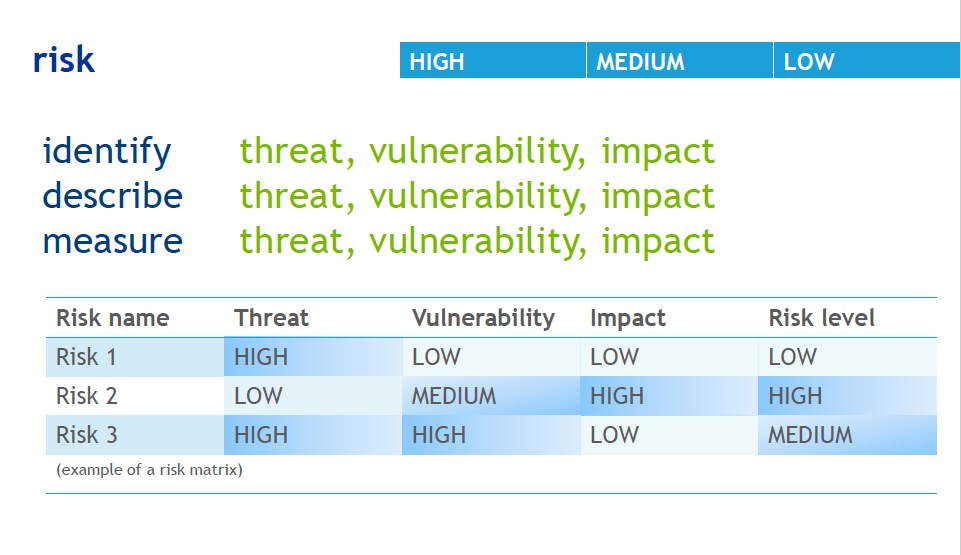 risk HIGH MEDIUM LOW
identify threat, vulnerability, impact
describe threat, vulnerability, impact
measure threat, vulnerability, impact
Risk name Threat Vulnerability Impact Risk level
Risk 1 HIGH LOW LOW LOW
Risk 2 LOW MEDIUM HIGH HIGH
Risk 3 HIGH HIGH LOW MEDIUM
(example of a risk matrix)